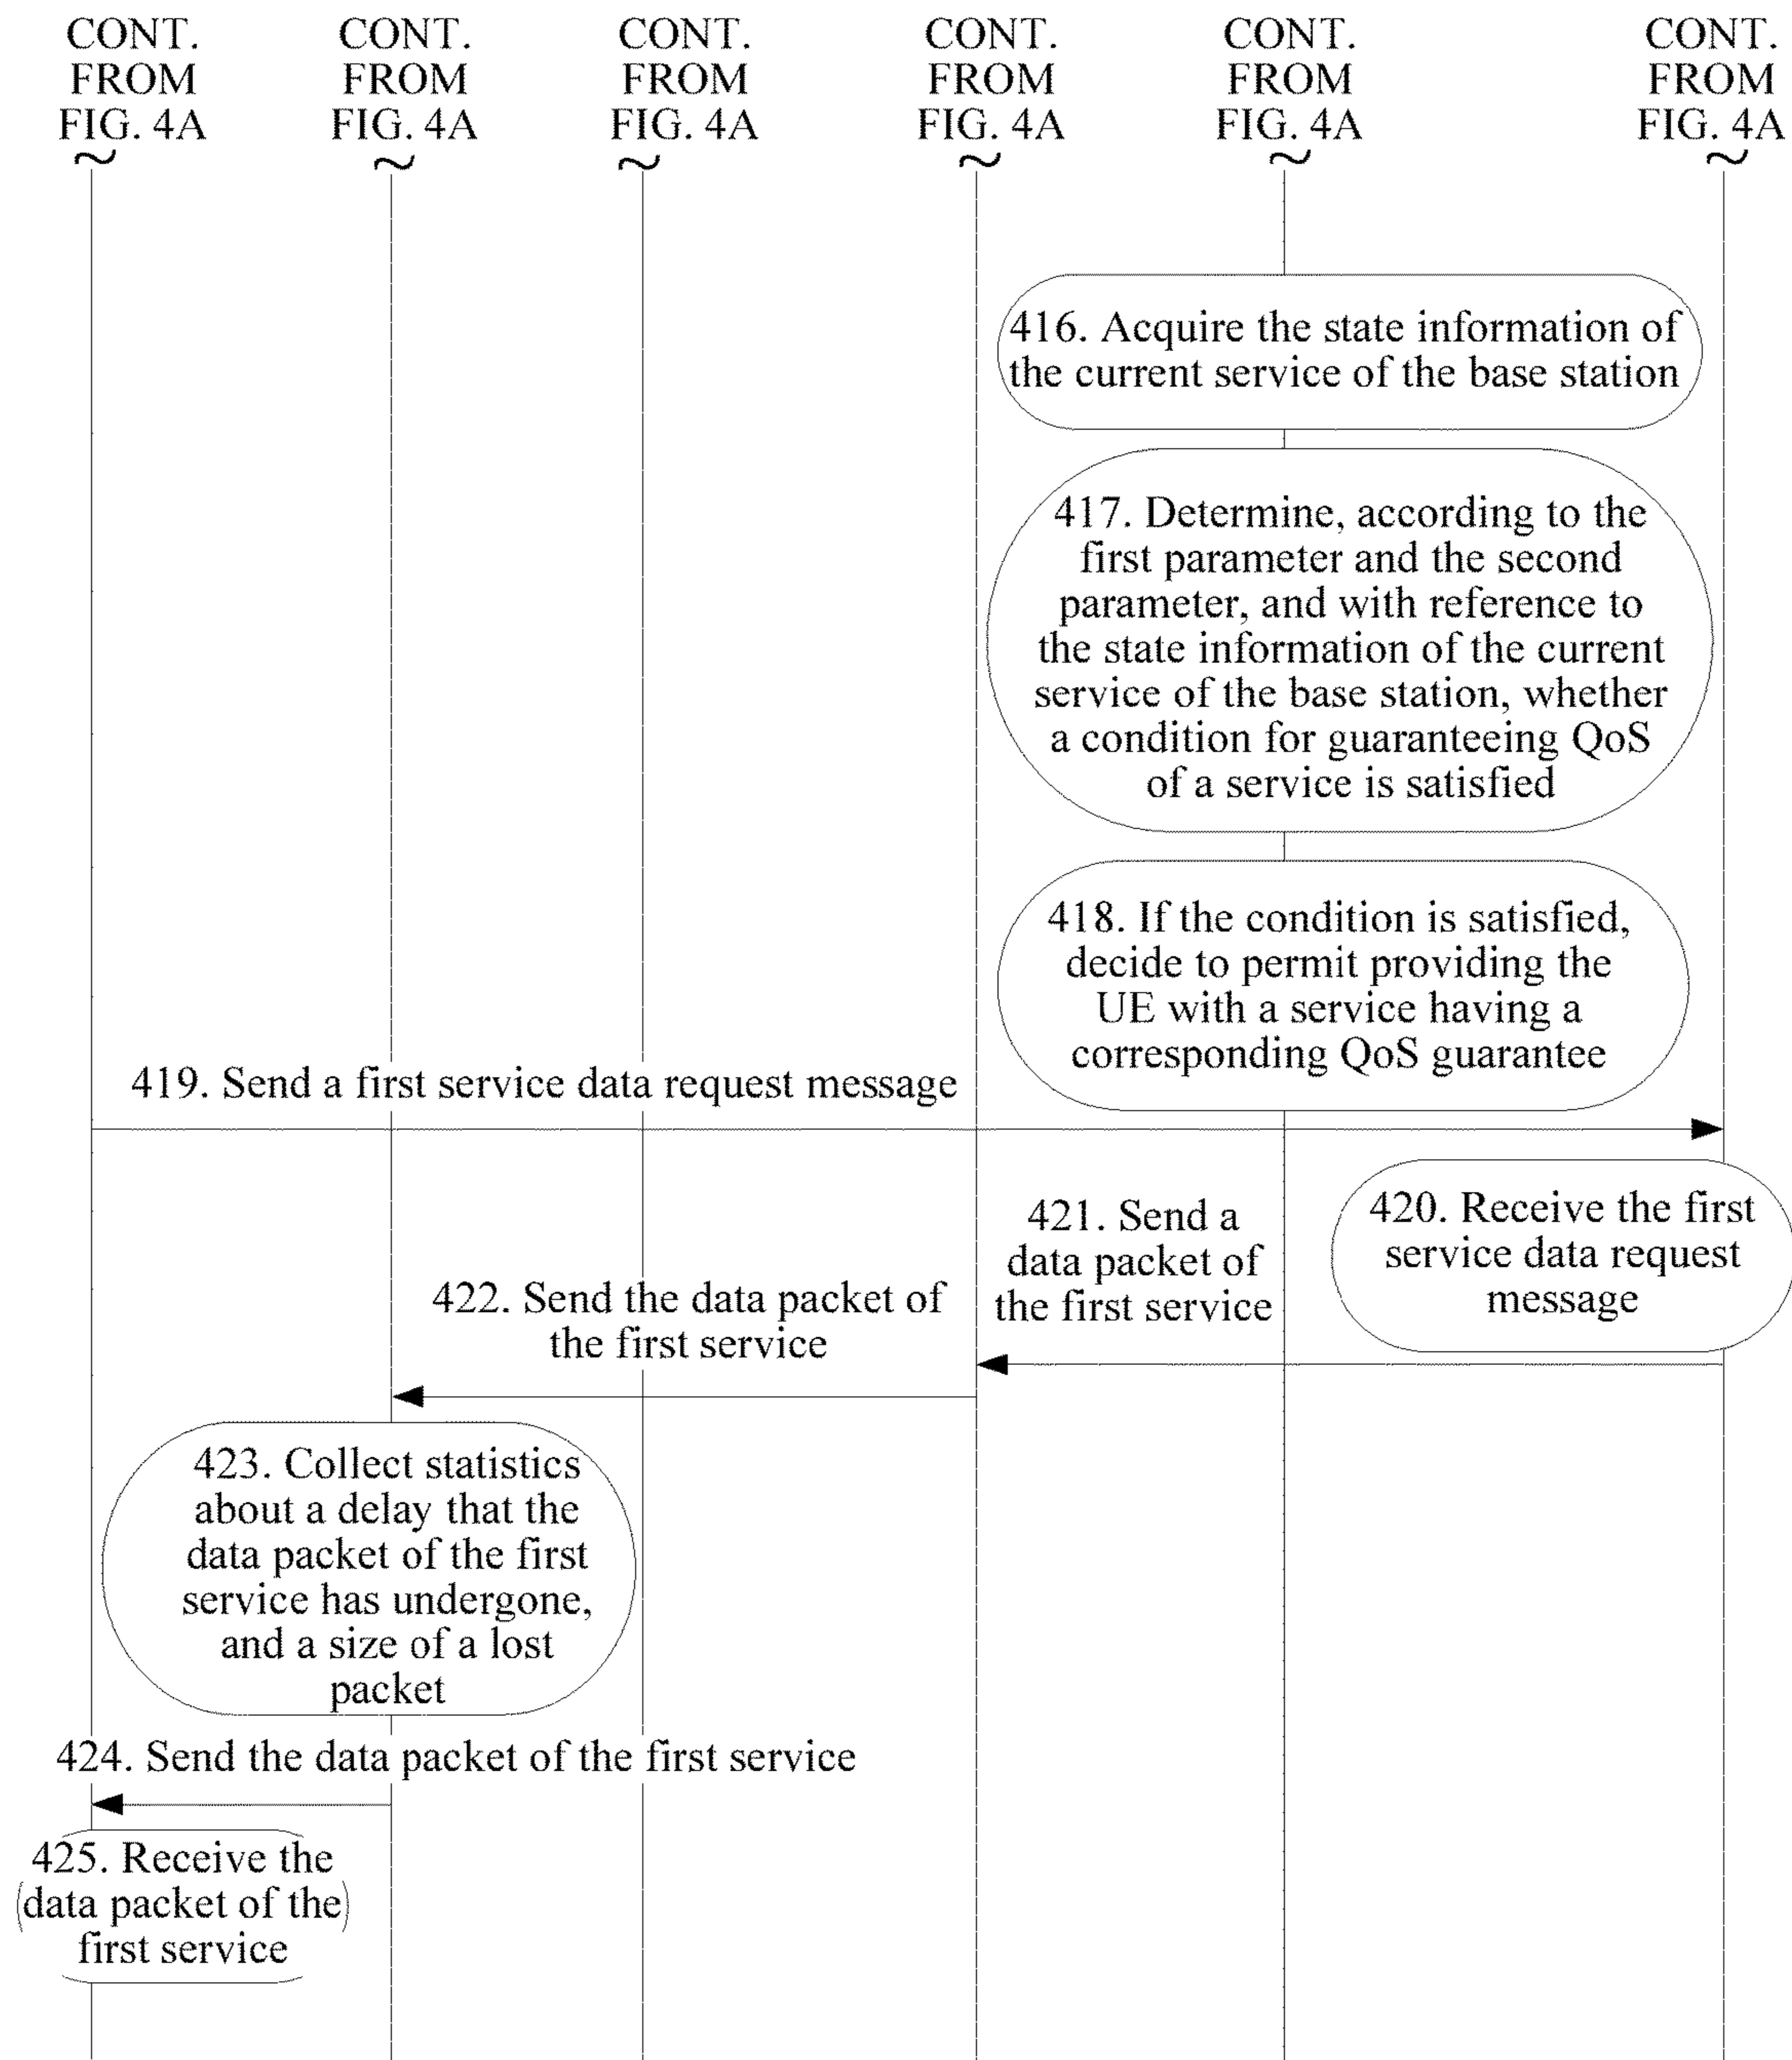 CONT. FROM FIG. 4A
CONT. FROM FIG. 4A
CONT. FROM FIG. 4A
CONT. FROM FIG. 4A
CONT. FROM FIG. 4A
CONT. FROM FIG. 4A
416. Acquire the state information of
the current service of the base station
417. Determine, according to the
first parameter and the second
parameter, and with reference to
the state information of the current
service of the base station, whether
a condition for guaranteeing QoS
of a service is satisfied
418. If the condition is satisfied,
decide to permit providing the
UE with a service having a
corresponding QoS guarantee
419. Send a first service data request message
420. Receive the first
service data request
message
421. Send a
data packet of
the first service
422. Send the data packet of
the first service
423. Collect statistics
about a delay that the
data packet of the first
service has undergone,
and a size of a lost
packet
424. Send the data packet of the first service
425. Receive the
data packet of the
first service